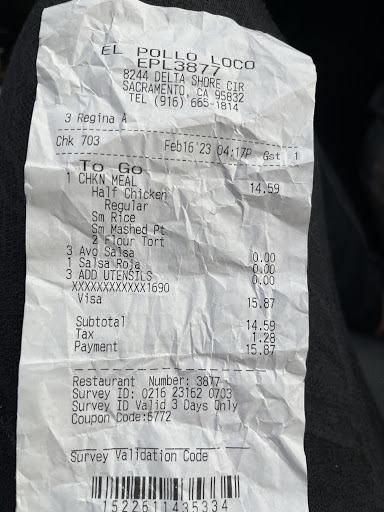 EL POLLO LOCO
EPL3877
8244 DELTA SHORE CIR
SACRAMENTO, CA 95832
TEL (916) 665-1814
3 Regina A
Chk 703 Feb16'23 04:17P Gst 1
To Go
1 CHKN MEAL 14.59
Half Chicken
Regular
Sm Rice
Sm Mashed Pt
2 Flour Tort
3 Avo Salsa 0.00
1 Salsa Roja 0.00
3 ADD UTENSILS 0.00
XXXXXXXXXXXX1690
Visa 15.87
Subtotal 14.59
Tax 1.28
Payment 15.87
Restaurant Number: 3877
Survey ID: 0216 23162 0703
Survey ID Valid 3 Days Only
Coupon Code:5772
Survey Validation Code
1522611435334